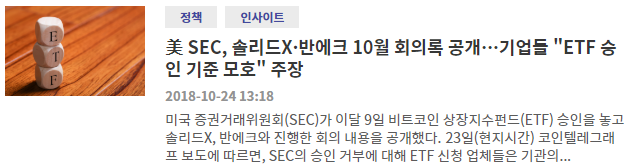 E
T
F
정책 인사이트
美 SEC, 솔리드X·반에크 10월 회의록 공개…기업들 "ETF 승
인 기준 모호" 주장
2018-10-24 13:18
미국 증권거래위원회(SEC)가 이달 9일 비트코인 상장지수펀드(ETF) 승인을 놓고
솔리드X, 반에크와 진행한 회의 내용을 공개했다. 23일(현지시간) 코인텔레그래
프 보도에 따르면, SEC의 승인 거부에 대해 ETF 신청 업체들은 기관의...